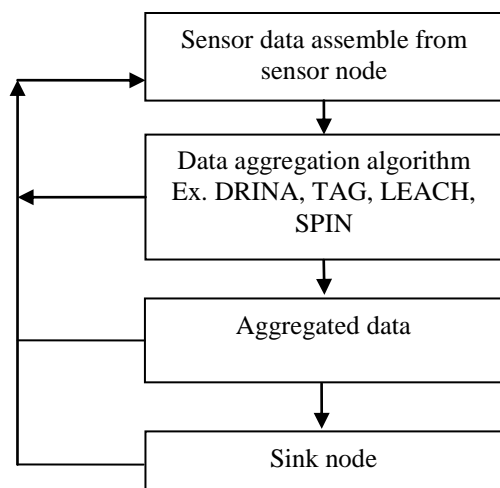 Sensor data assemble from
sensor node
Data aggregation algorithm
Ex. DRINA, TAG, LEACH,
SPIN
Aggregated data
Sink node